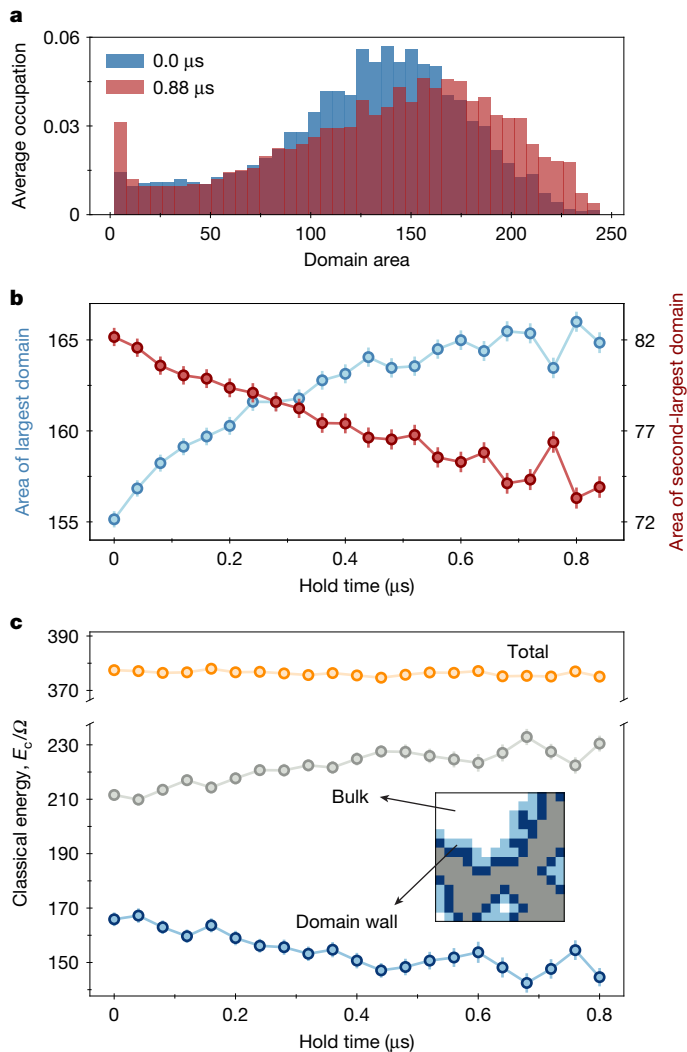 a
0.06
0.03
0
Average occupation
0.0 μs
0.88 μs
0
50
100
150
200
250
Domain area
b
165
160
155
Area of largest domain
82
77
72
Area of second-largest domain
0
0.2
0.4
0.6
0.8
Hold time (μs)
c
390
370
230
210
190
170
150
Classical energy, E_c/Ω
Total
Bulk
Domain wall
0
0.2
0.4
0.6
0.8
Hold time (μs)